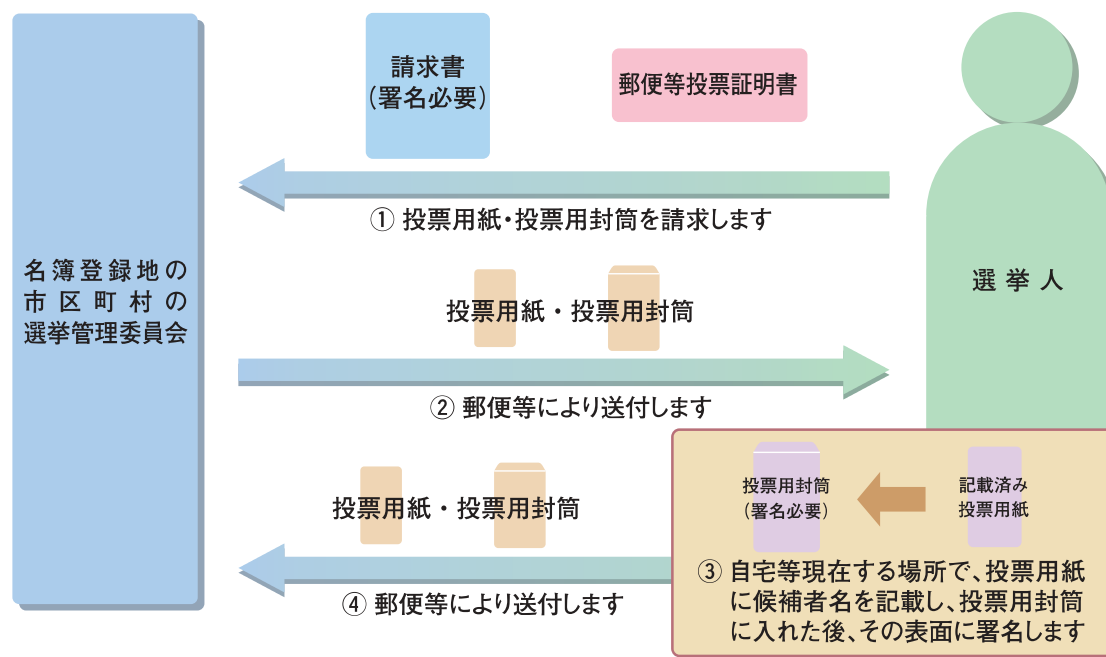 請求書
(署名必要)
郵便等投票証明書
① 投票用紙・投票用封筒を請求します
名簿登録地の
市区町村の
選挙管理委員会
選挙人
投票用紙・投票用封筒
② 郵便等により送付します
投票用紙・投票用封筒
④ 郵便等により送付します
投票用封筒
(署名必要)
記載済み
投票用紙
③ 自宅等現在する場所で、投票用紙
に候補者名を記載し、投票用封筒
に入れた後、その表面に署名します